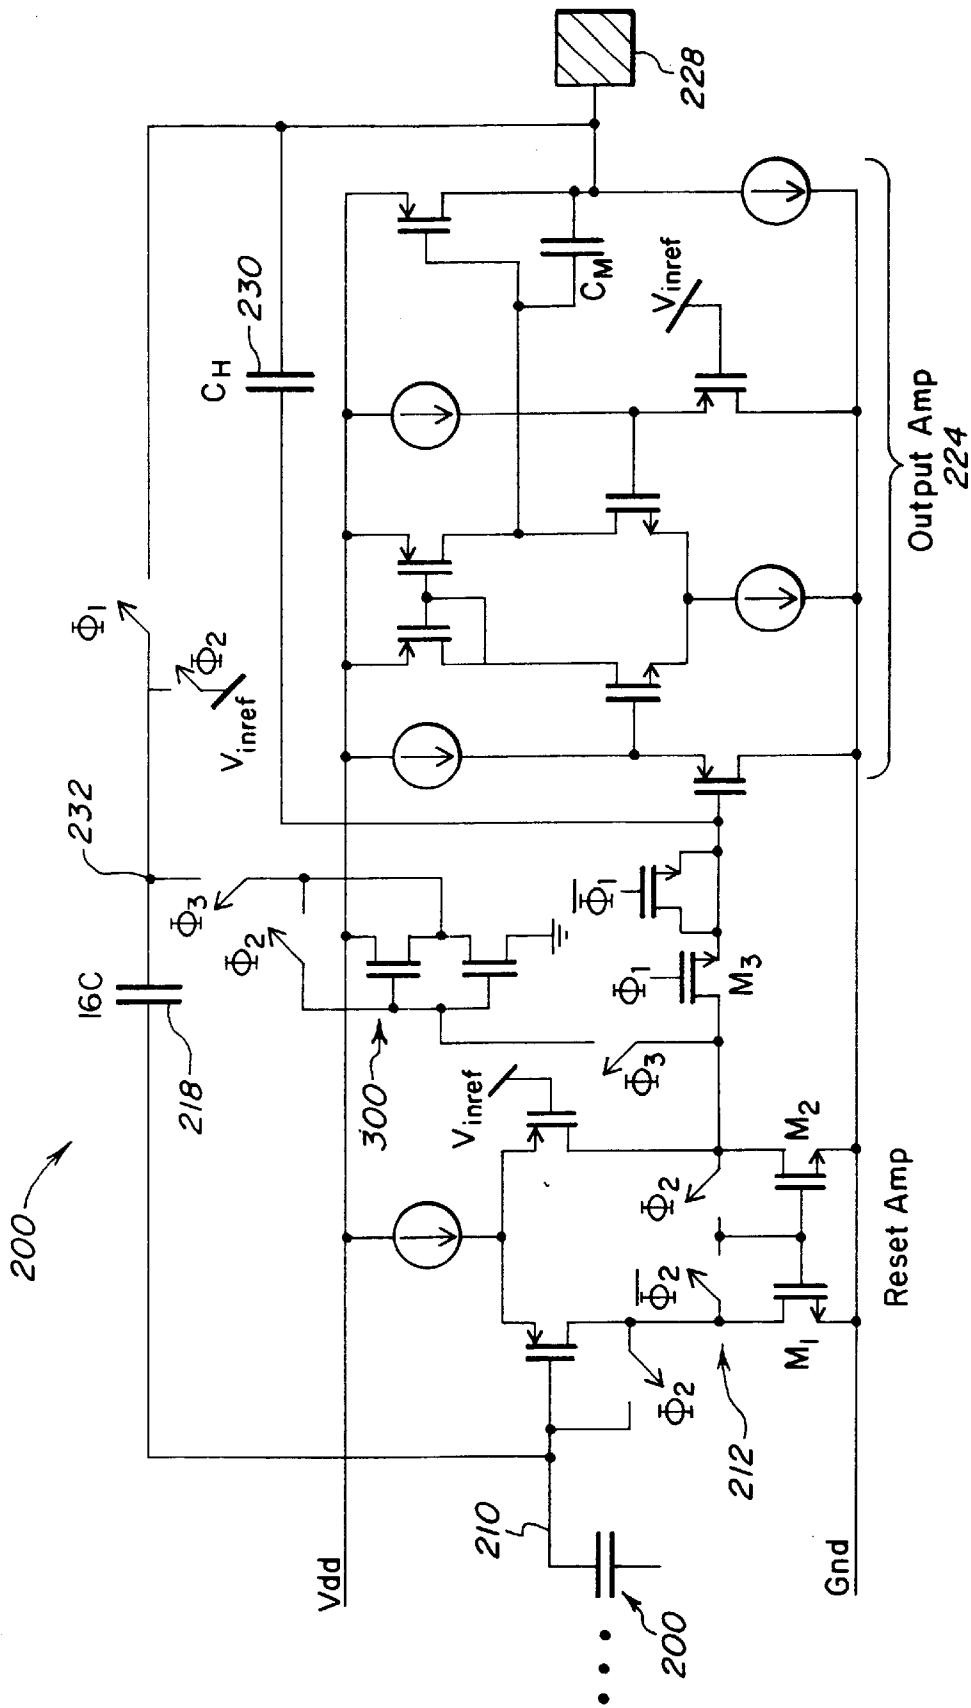 200
16C
218
232
Φ1
Φ2
Vinref
CH
230
228
Vdd
300
Φ2
Φ3
Vinref
CM
Vinref
210
200
Φ2
Φ2
Φ2
Φ3
Φ1
Φ1
M3
212
M1
M2
Gnd
Reset Amp
Output Amp
224